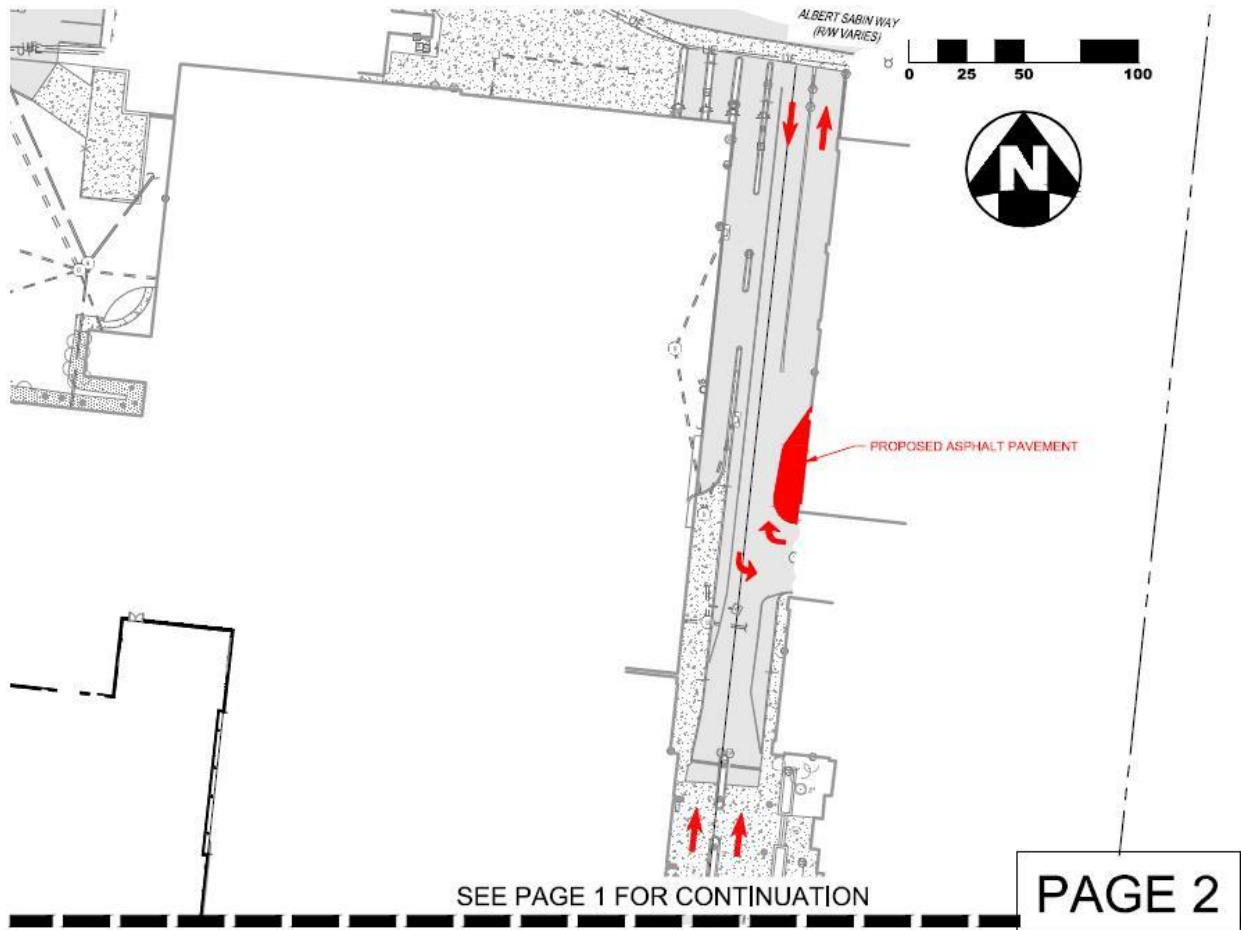 ALBERT SABIN WAY
(R/W VARIES)
0 25 50 100
N
PROPOSED ASPHALT PAVEMENT
SEE PAGE 1 FOR CONTINUATION
PAGE 2